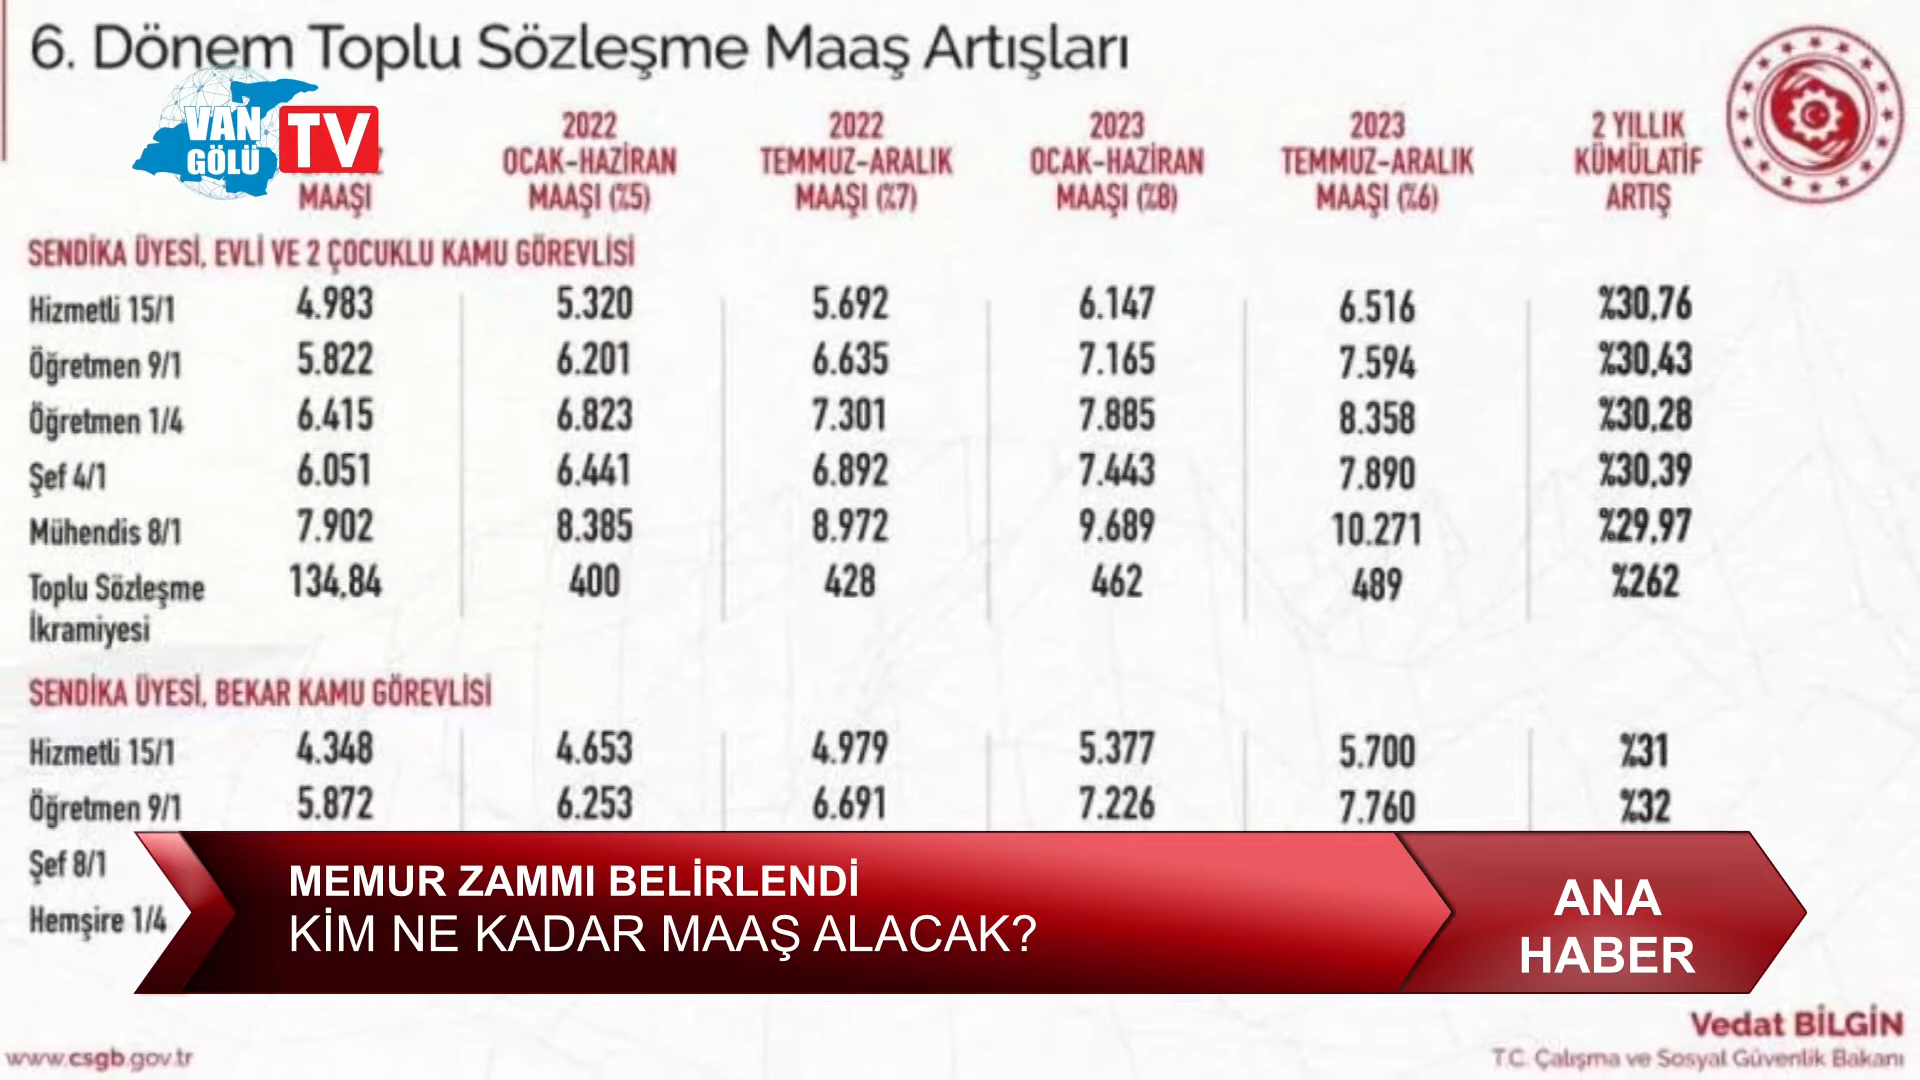 6. Dönem Toplu Sözleşme Maaş Artışları
VAN GÖLÜ TV
MAAŞI
2022 OCAK-HAZİRAN MAAŞI (%5)
2022 TEMMUZ-ARALIK MAAŞI (%7)
2023 OCAK-HAZİRAN MAAŞI (%8)
2023 TEMMUZ-ARALIK MAAŞI (%6)
2 YILLIK KÜMÜLATİF ARTIŞ
SENDİKA ÜYESİ, EVLİ VE 2 ÇOCUKLU KAMU GÖREVLİSİ
Hizmetli 15/1 4.983 5.320 5.692 6.147 6.516 %30,76
Öğretmen 9/1 5.822 6.201 6.635 7.165 7.594 %30,43
Öğretmen 1/4 6.415 6.823 7.301 7.885 8.358 %30,28
Şef 4/1 6.051 6.441 6.892 7.443 7.890 %30,39
Mühendis 8/1 7.902 8.385 8.972 9.689 10.271 %29,97
Toplu Sözleşme İkramiyesi 134,84 400 428 462 489 %262
SENDİKA ÜYESİ, BEKAR KAMU GÖREVLİSİ
Hizmetli 15/1 4.348 4.653 4.979 5.377 5.700 %31
Öğretmen 9/1 5.872 6.253 6.691 7.226 7.760 %32
Şef 8/1
Hemşire 1/4
MEMUR ZAMMI BELİRLENDİ
KİM NE KADAR MAAŞ ALACAK?
ANA
HABER
Vedat BİLGİN
www.csgb.gov.tr
T.C. Çalışma ve Sosyal Güvenlik Bakanı